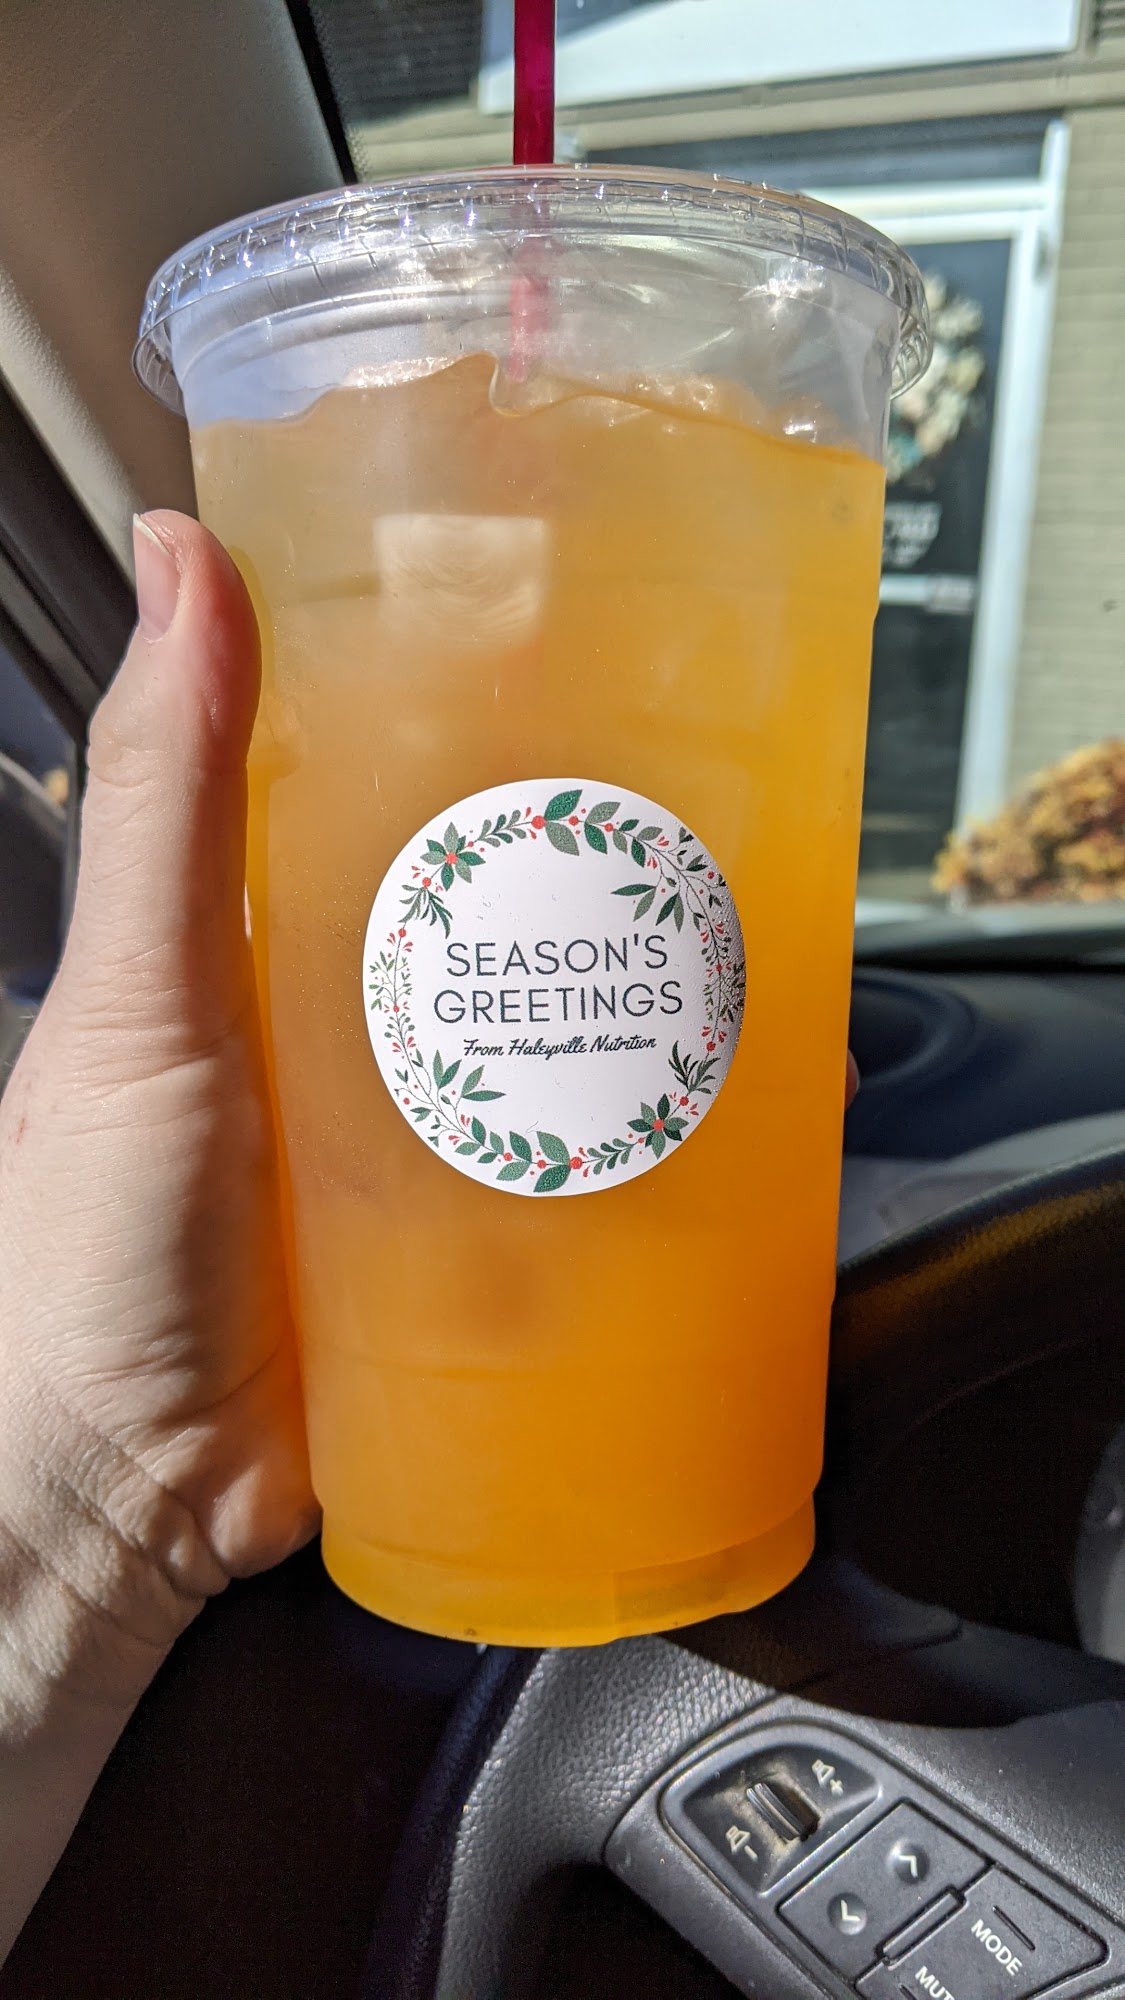 SEASON'S
GREETINGS
From Haleyville Nutrition
MODE